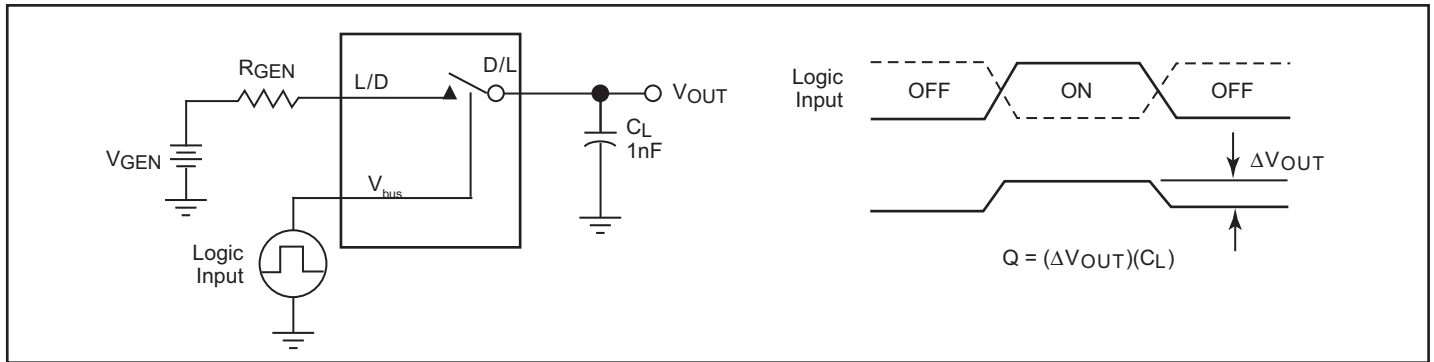 RGEN
L/D
D/L
VOUT
CL
1nF
VGEN
Vbus
Logic
Input
Logic
Input
OFF
ON
OFF
ΔVOUT
Q = (ΔVOUT)(CL)